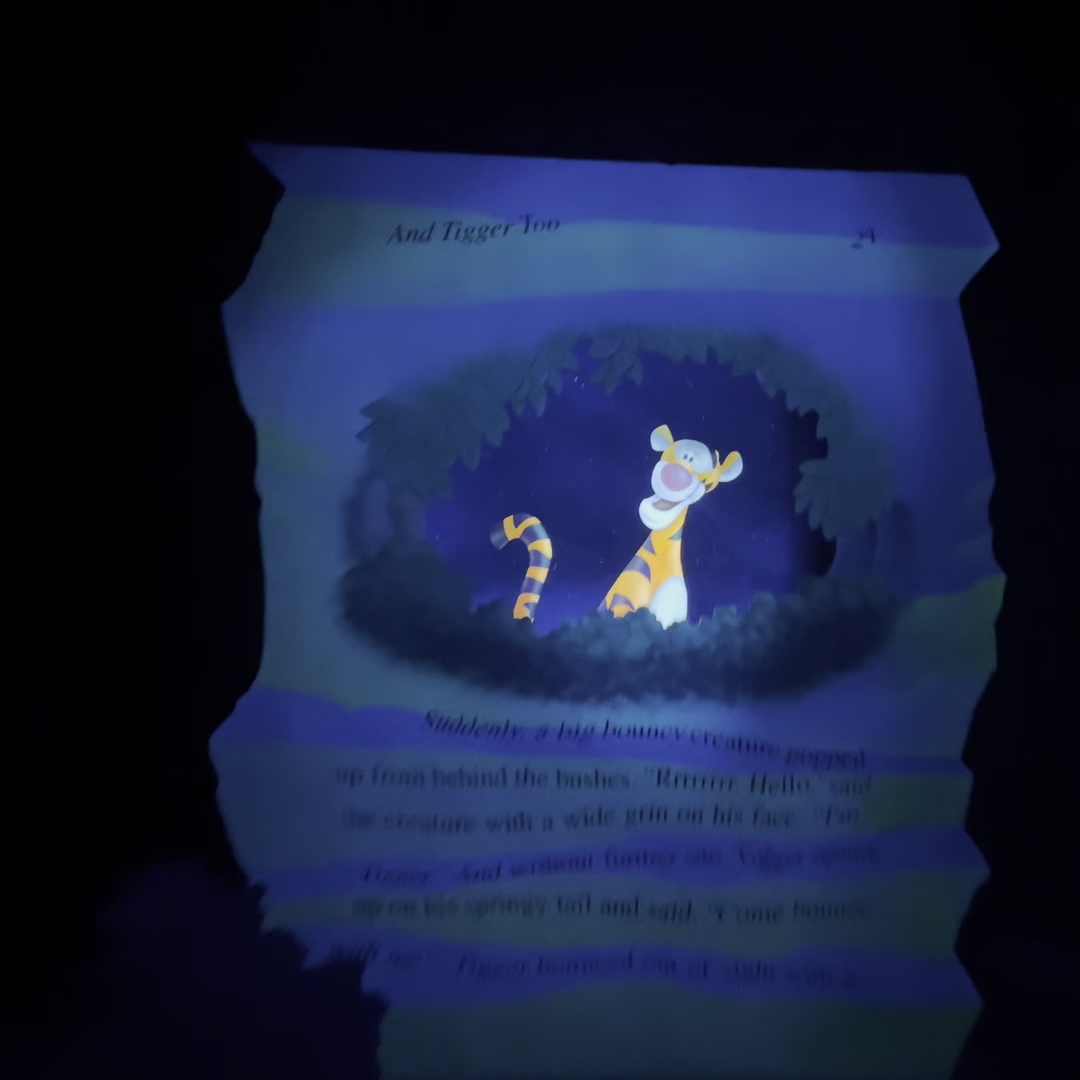 And Tigger Too 24
Suddenly, a big bouncy creature popped
up from behind the bushes. "Rrrrrrr. Hello," said
the creature with a wide grin on his face. "I'm
Tigger." And without further ado, Tigger sprang
up on his springy tail and said, "Come bounce
with me!" Tigger bounced out of sight with a